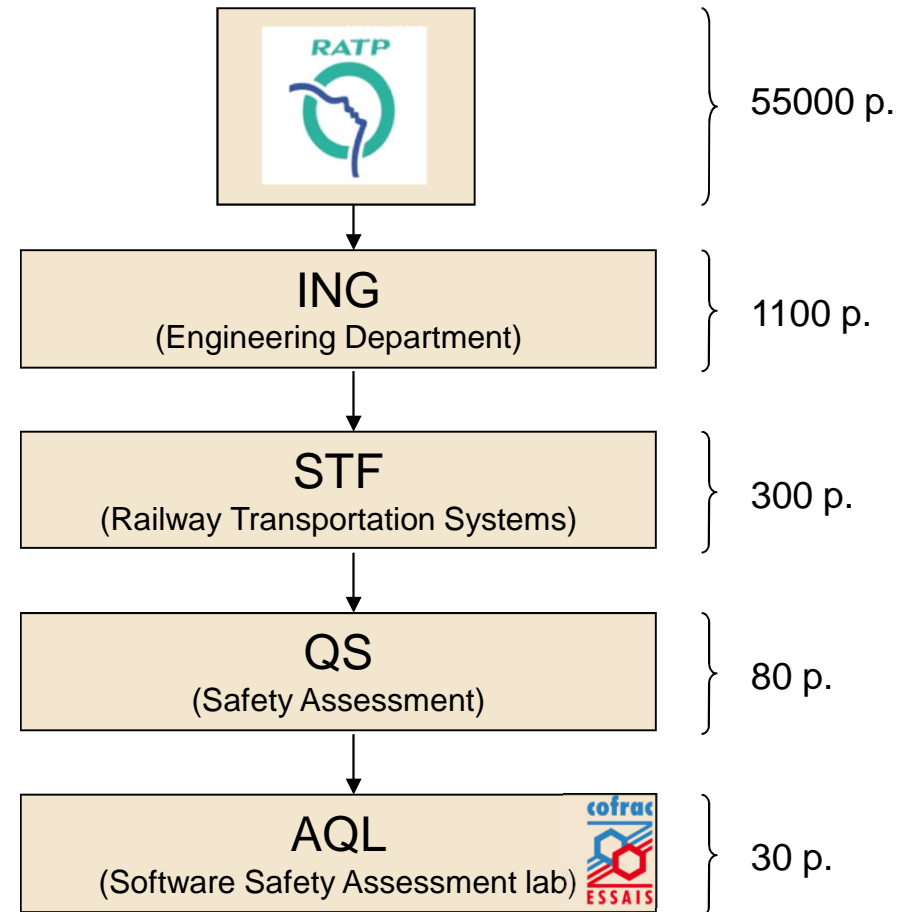 RATP
55000 p.
ING
(Engineering Department)
1100 p.
STF
(Railway Transportation Systems)
300 p.
QS
(Safety Assessment)
80 p.
AQL
(Software Safety Assessment lab)
cofrac
ESSAIS
30 p.